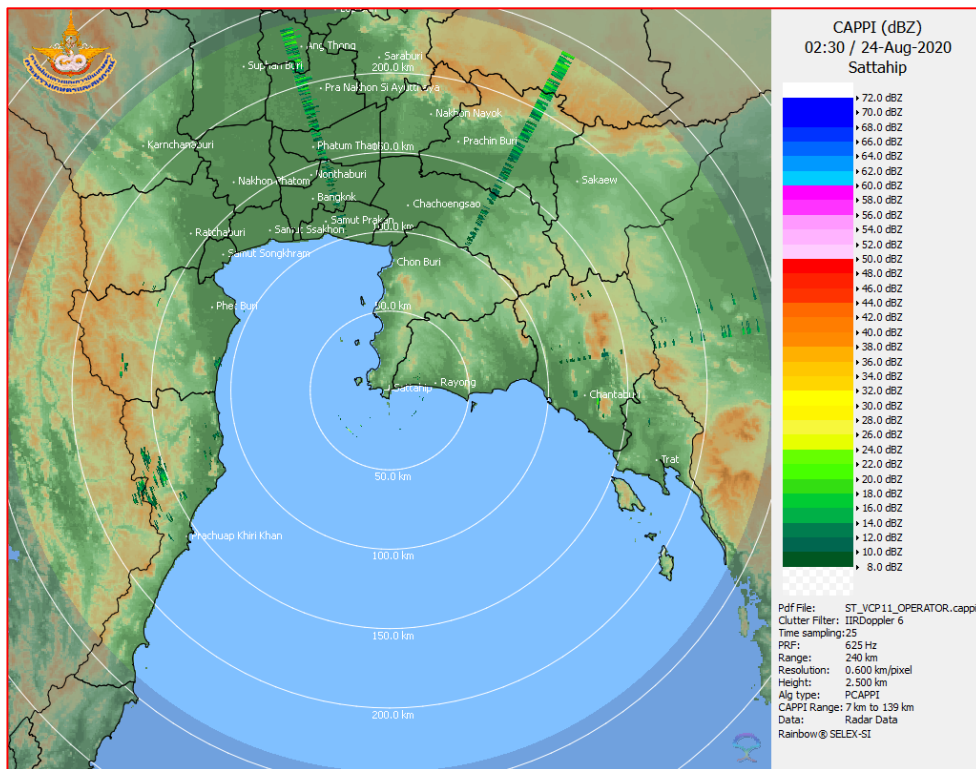 CAPPI (dBZ)
02:30 / 24-Aug-2020
Sattahip
72.0 dBZ
70.0 dBZ
68.0 dBZ
66.0 dBZ
64.0 dBZ
62.0 dBZ
60.0 dBZ
58.0 dBZ
56.0 dBZ
54.0 dBZ
52.0 dBZ
50.0 dBZ
48.0 dBZ
46.0 dBZ
44.0 dBZ
42.0 dBZ
40.0 dBZ
38.0 dBZ
36.0 dBZ
34.0 dBZ
32.0 dBZ
30.0 dBZ
28.0 dBZ
26.0 dBZ
24.0 dBZ
22.0 dBZ
20.0 dBZ
18.0 dBZ
16.0 dBZ
14.0 dBZ
12.0 dBZ
10.0 dBZ
8.0 dBZ
Pdf File: ST_VCP11_OPERATOR.cappi
Clutter Filter: IIRDoppler 6
Time sampling:25
PRF: 625 Hz
Range: 240 km
Resolution: 0.600 km/pixel
Height: 2.500 km
Alg type: PCAPPI
CAPPI Range: 7 km to 139 km
Data: Radar Data
Rainbow® SELEX-SI
Ang Thong
Saraburi
Suphan Buri
200.0 km
Pra Nakhon Si Ayutthaya
Nakhon Nayok
Karnchanaburi
Phatum Thani
150.0 km
Prachin Buri
Nakhon Phatom
Nonthaburi
Sakaew
Bangkok
Chachoengsao
Ratchaburi
Samut Ssakhon
Samut Prakan
100.0 km
Samut Songkhram
Chon Buri
Phet Buri
50.0 km
Sattahip
Rayong
Chantaburi
Trat
50.0 km
Prachuap Khiri Khan
100.0 km
150.0 km
200.0 km